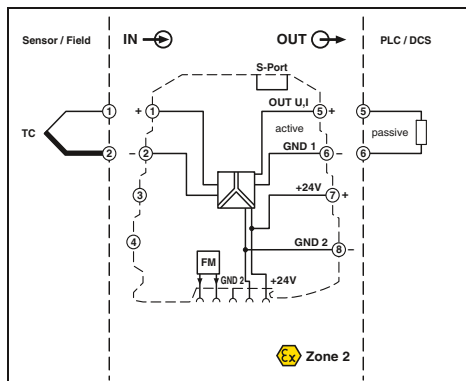 Sensor / Field
IN
OUT
PLC / DCS
S-Port
OUT U,I
1
+ 1
5 +
5
TC
active
passive
GND 1
2
- 2
6 -
6
+24V
3
7 +
GND 2
4
8 -
FM
GND 2
+24V
Ex Zone 2